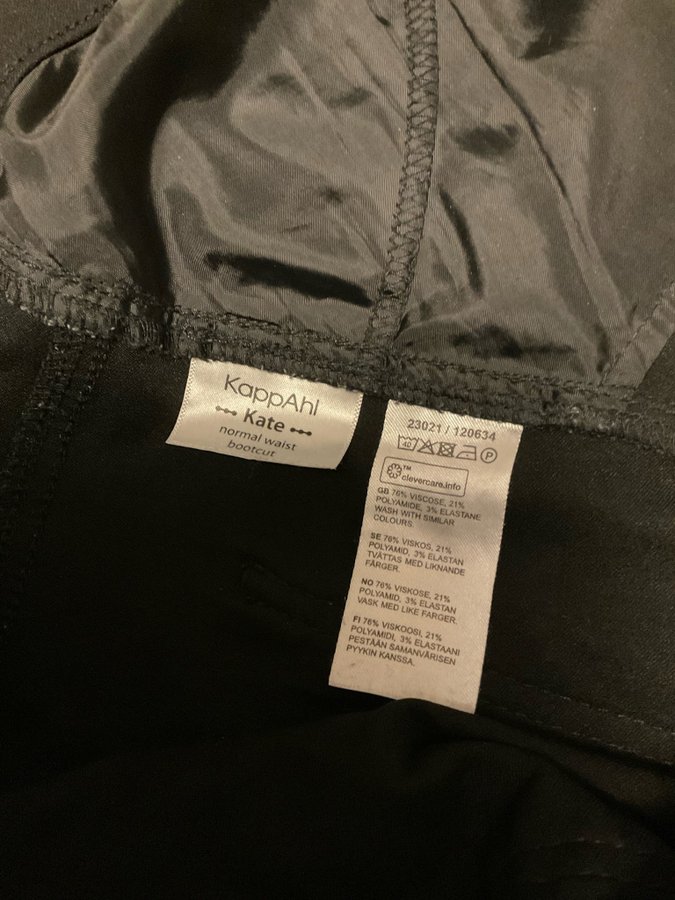 KappAhl
Kate
normal waist
bootcut
23021 / 120634
40
P
TM
clevercare.info
GB 76% VISCOSE, 21%
POLYAMIDE, 3% ELASTANE
WASH WITH SIMILAR
COLOURS.
SE 76% VISKOS, 21%
POLYAMID, 3% ELASTAN
TVÄTTAS MED LIKNANDE
FÄRGER.
NO 76% VISKOSE, 21%
POLYAMID, 3% ELASTAN
VASK MED LIKE FARGER.
FI 76% VISKOOSI, 21%
POLYAMIDI, 3% ELASTAANI
PESTÄÄN SAMANVÄRISEN
PYYKIN KANSSA.